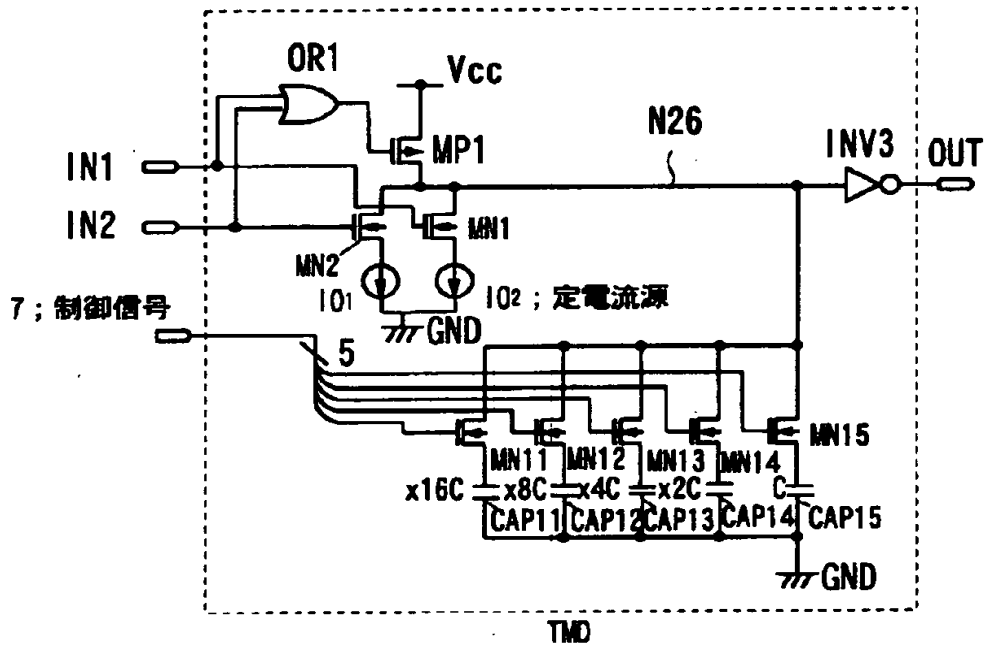 OR1
Vcc
N26
INV3
OUT
MP1
IN1
IN2
MN1
MN2
IO1
IO2 ; 定電流源
7 ; 制御信号
GND
5
MN11
MN12
MN13
MN14
MN15
x16C
x8C
x4C
x2C
C
CAP11
CAP12
CAP13
CAP14
CAP15
GND
TMD